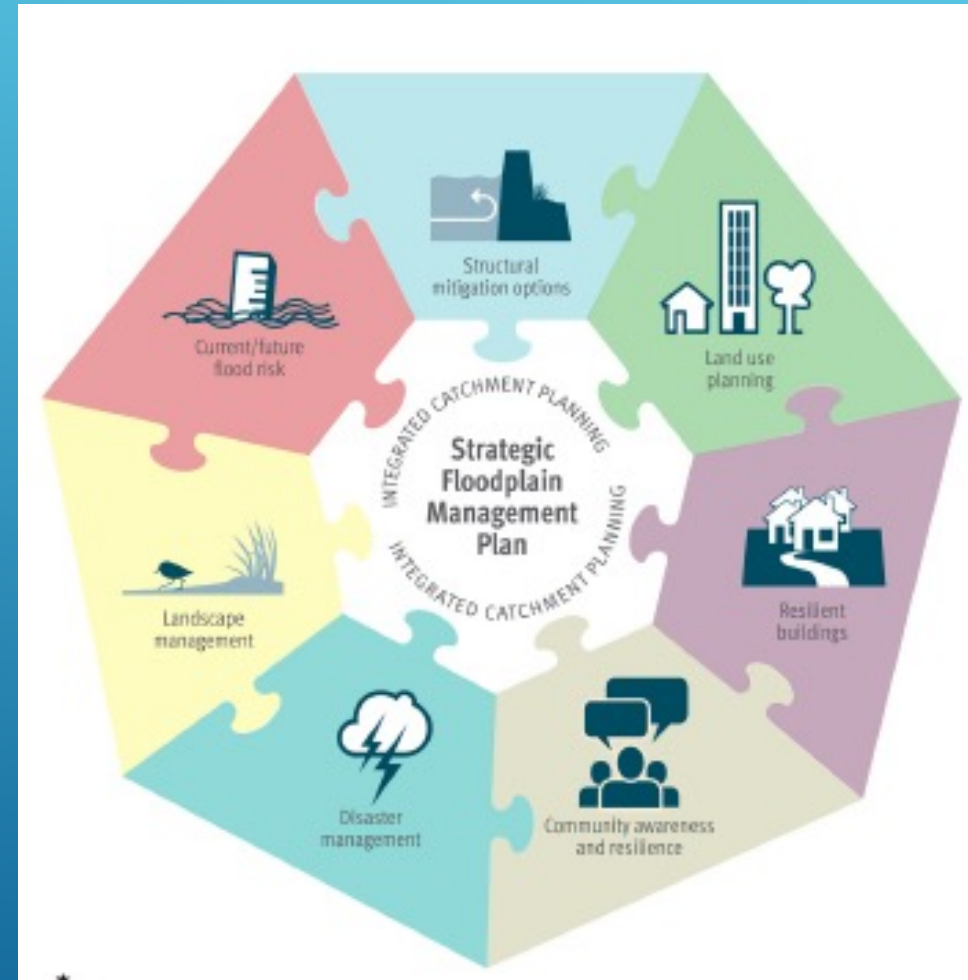 Structural
mitigation options
Current/future
flood risk
Land use
planning
INTEGRATED CATCHMENT PLANNING
Strategic
Floodplain
Management
Plan
INTEGRATED CATCHMENT PLANNING
Landscape
management
Resilient
buildings
Disaster
management
Community awareness
and resilience